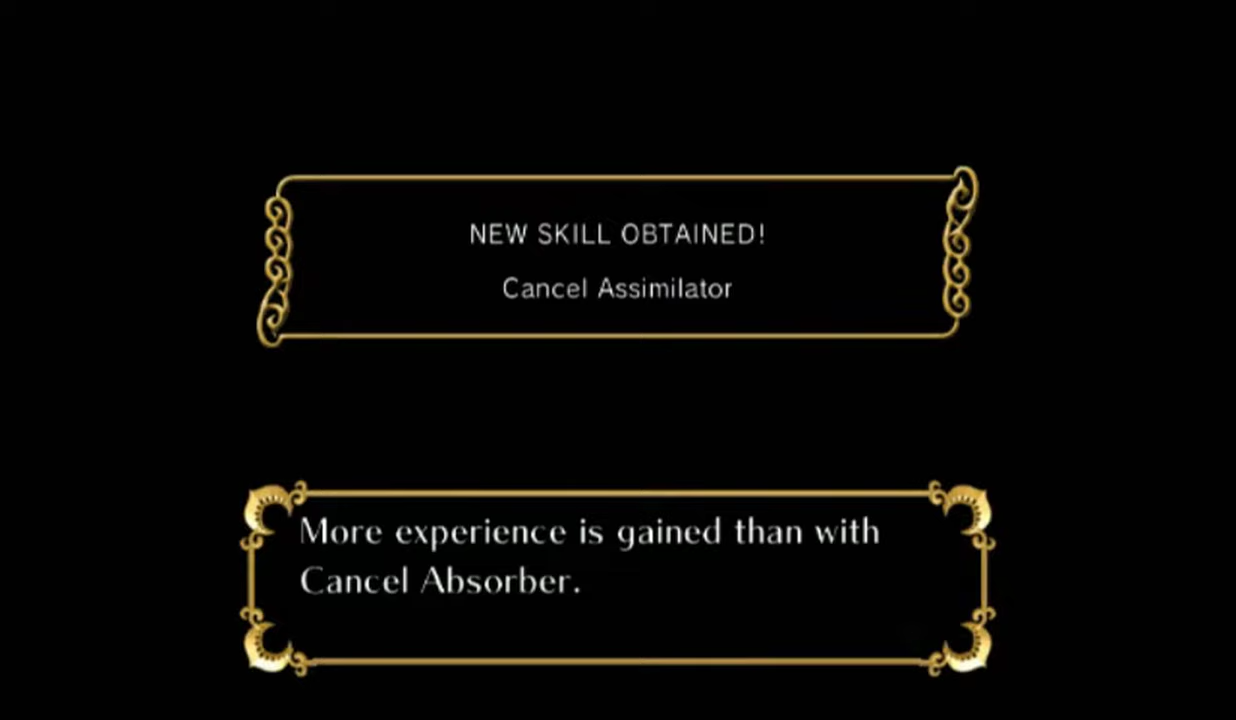 NEW SKILL OBTAINED!
Cancel Assimilator
More experience is gained than with
Cancel Absorber.